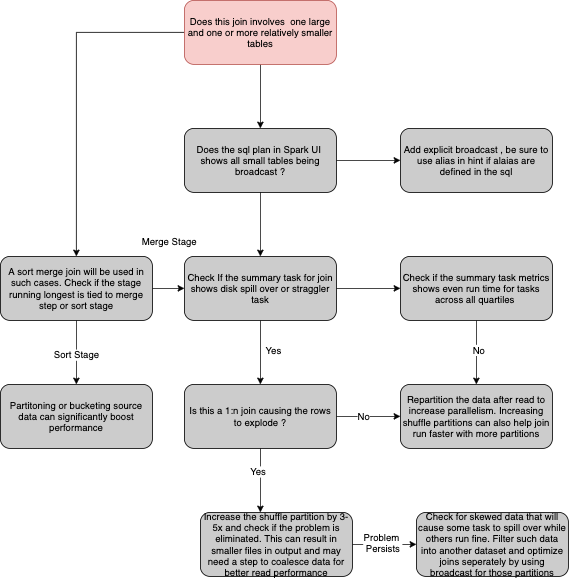 Does this join involves  one large
and one or more relatively smaller
tables
Does the sql plan in Spark UI
shows all small tables being
broadcast ?
Add explicit broadcast , be sure to
use alias in hint if alaias are
defined in the sql
Merge Stage
A sort merge join will be used in
such cases. Check if the stage
running longest is tied to merge
step or sort stage
Check If the summary task for join
shows disk spill over or straggler
task
Check if the summary task metrics
shows even run time for tasks
across all quartiles
Sort Stage
Yes
No
Partitoning or bucketing source
data can significantly boost
performance
Is this a 1:n join causing the rows
to explode ?
No
Repartition the data after read to
increase parallelism. Increasing
shuffle partitions can also help join
run faster with more partitions
Yes
Increase the shuffle partition by 3-
5x and check if the problem is
eliminated. This can result in
smaller files in output and may
need a step to coalesce data for
better read performance
Problem
Persists
Check for skewed data that will
cause some task to spill over while
others run fine. Filter such data
into another dataset and optimize
joins seperately by using
broadcast for those partitions